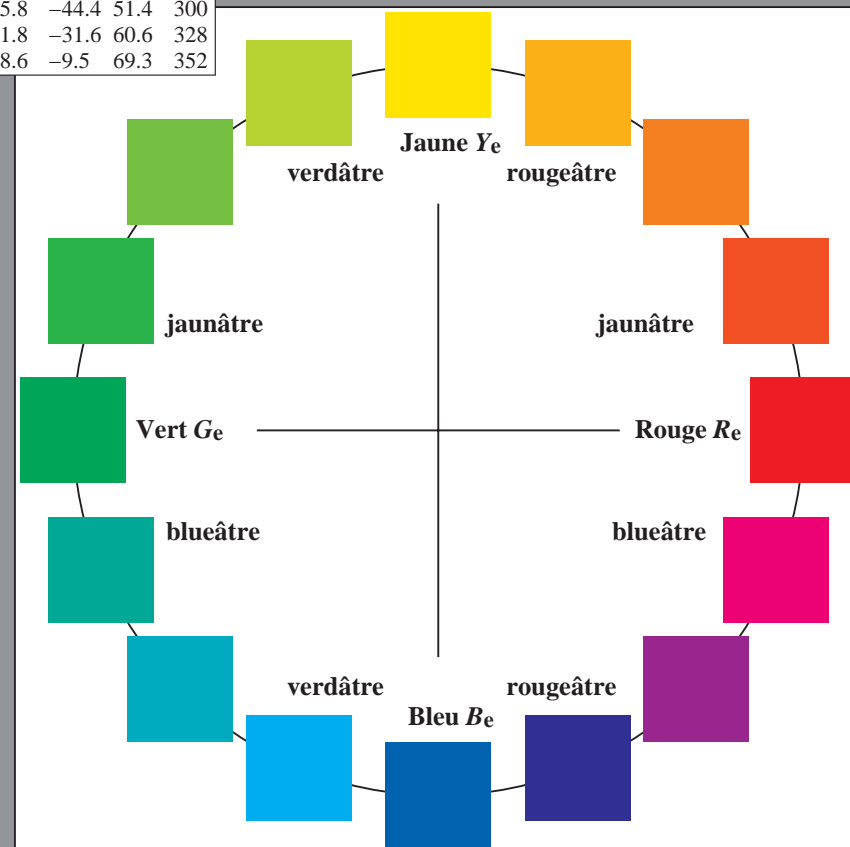 5.8 −44.4 51.4 300
1.8 −31.6 60.6 328
8.6 −9.5 69.3 352
Jaune Ye
verdâtre rougeâtre
jaunâtre jaunâtre
Vert Ge Rouge Re
blueâtre blueâtre
verdâtre rougeâtre
Bleu Be